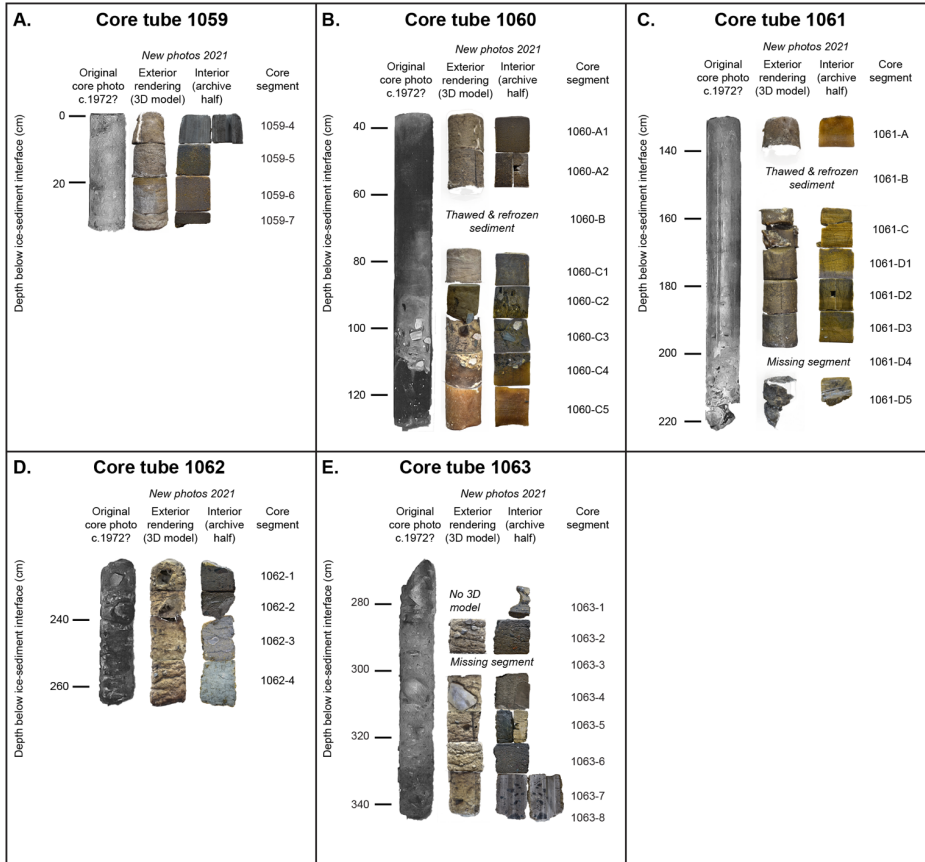 A.
Core tube 1059
New photos 2021
Original
core photo
c.1972?
Exterior
rendering
(3D model)
Interior
(archive
half)
Core
segment
Depth below ice-sediment interface (cm)
0
20
1059-4
1059-5
1059-6
1059-7
B.
Core tube 1060
New photos 2021
Original
core photo
c.1972?
Exterior
rendering
(3D model)
Interior
(archive
half)
Core
segment
Depth below ice-sediment interface (cm)
40
60
80
100
120
Thawed & refrozen
sediment
1060-A1
1060-A2
1060-B
1060-C1
1060-C2
1060-C3
1060-C4
1060-C5
C.
Core tube 1061
New photos 2021
Original
core photo
c.1972?
Exterior
rendering
(3D model)
Interior
(archive
half)
Core
segment
Depth below ice-sediment interface (cm)
140
160
180
200
220
Thawed & refrozen
sediment
Missing segment
1061-A
1061-B
1061-C
1061-D1
1061-D2
1061-D3
1061-D4
1061-D5
D.
Core tube 1062
New photos 2021
Original
core photo
c.1972?
Exterior
rendering
(3D model)
Interior
(archive
half)
Core
segment
Depth below ice-sediment interface (cm)
240
260
1062-1
1062-2
1062-3
1062-4
E.
Core tube 1063
New photos 2021
Original
core photo
c.1972?
Exterior
rendering
(3D model)
Interior
(archive
half)
Core
segment
Depth below ice-sediment interface (cm)
280
300
320
340
No 3D
model
Missing segment
1063-1
1063-2
1063-3
1063-4
1063-5
1063-6
1063-7
1063-8